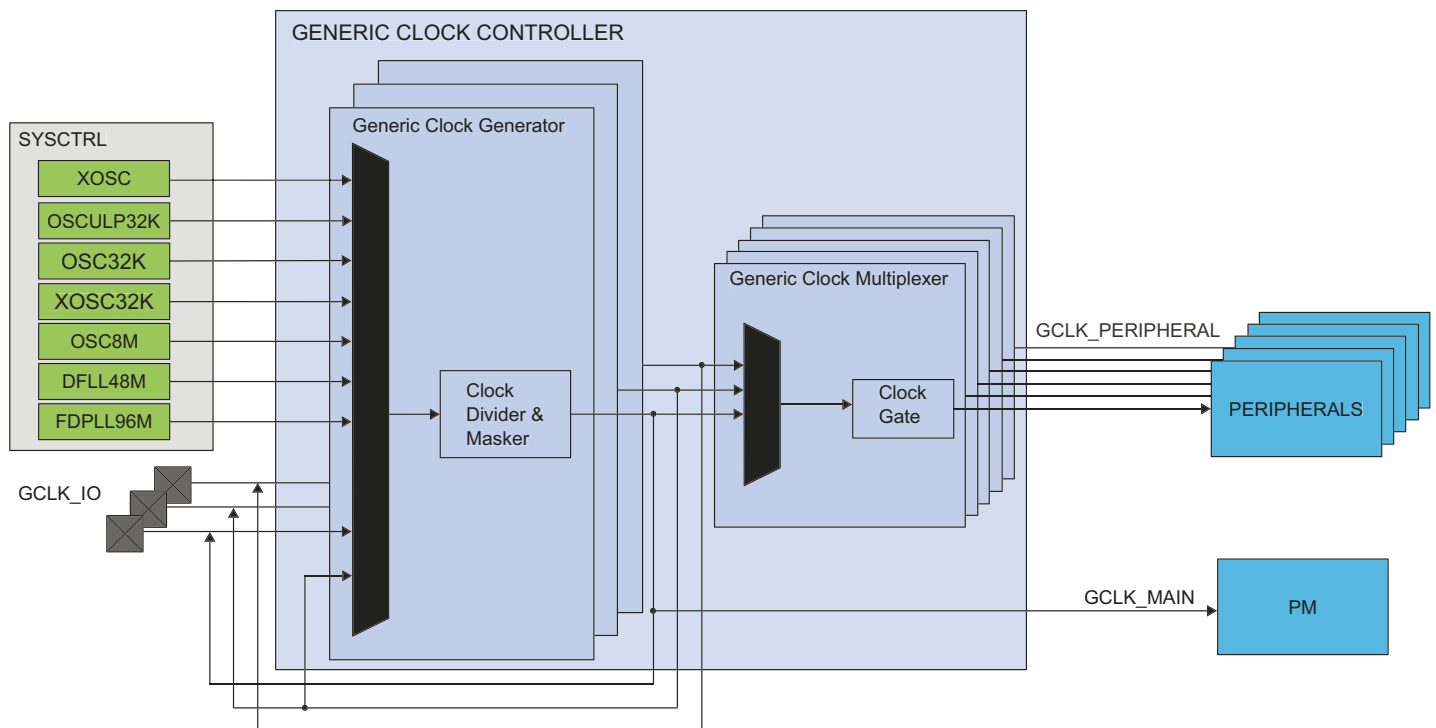 GENERIC CLOCK CONTROLLER
Generic Clock Generator
SYSCTRL
XOSC
OSCULP32K
OSC32K
XOSC32K
OSC8M
DFLL48M
FDPLL96M
GCLK_IO
Clock
Divider &
Masker
Generic Clock Multiplexer
Clock
Gate
GCLK_PERIPHERAL
PERIPHERALS
GCLK_MAIN
PM